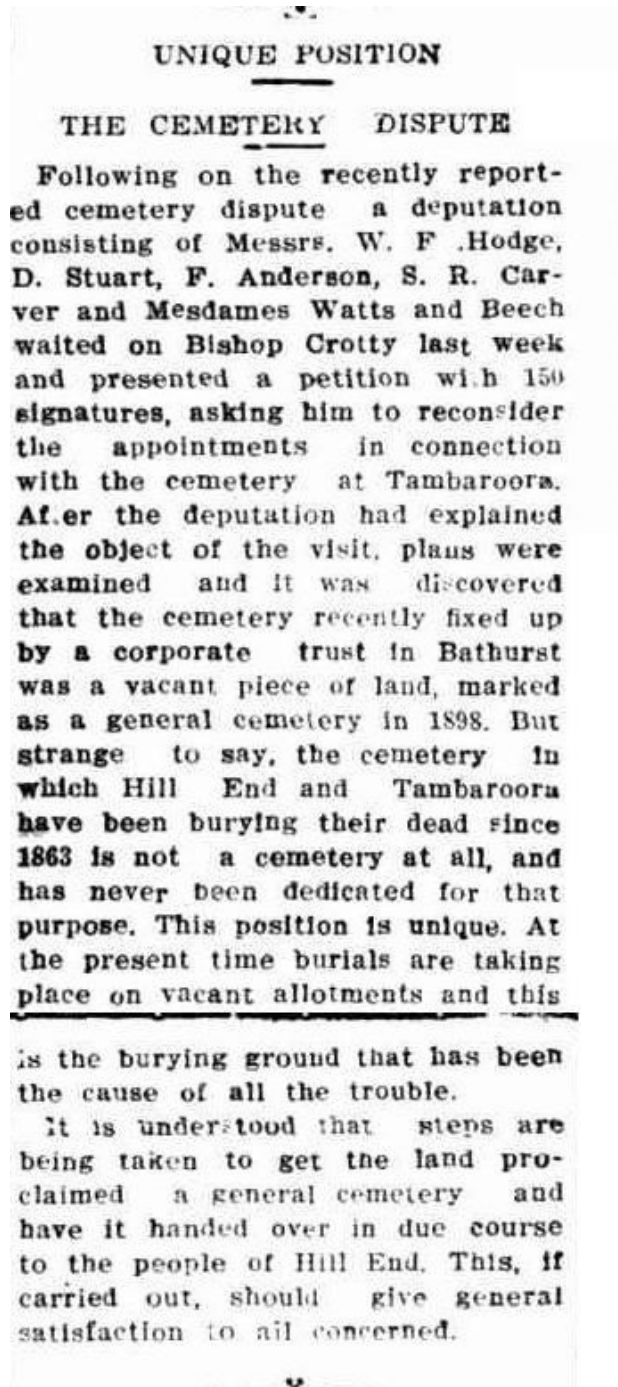 UNIQUE POSITION
THE CEMETERY DISPUTE
Following on the recently report-
ed cemetery dispute a deputation
consisting of Messrs. W. F .Hodge,
D. Stuart, F. Anderson, S. R. Car-
ver and Mesdames Watts and Beech
waited on Bishop Crotty last week
and presented a petition wi.h 150
signatures, asking him to reconsider
the appointments in connection
with the cemetery at Tambaroora.
Af.er the deputation had explained
the object of the visit, plans were
examined and it was discovered
that the cemetery recently fixed up
by a corporate trust in Bathurst
was a vacant piece of land, marked
as a general cemetery in 1898. But
strange to say, the cemetery in
which Hill End and Tambaroora
have been burying their dead since
1863 is not a cemetery at all, and
has never been dedicated for that
purpose. This position is unique. At
the present time burials are taking
place on vacant allotments and this
is the burying ground that has been
the cause of all the trouble.
It is understood that steps are
being taken to get the land pro-
claimed a general cemetery and
have it handed over in due course
to the people of Hill End. This, if
carried out, should give general
satisfaction to all concerned.